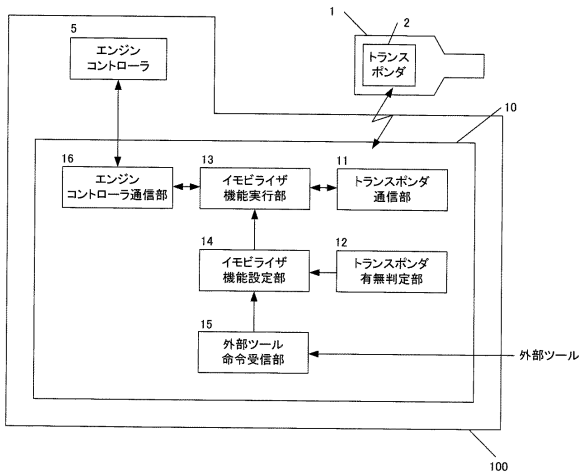 1
2
トランス
ポンダ
5
エンジン
コントローラ
10
16
エンジン
コントローラ通信部
13
イモビライザ
機能実行部
11
トランスポンダ
通信部
14
イモビライザ
機能設定部
12
トランスポンダ
有無判定部
15
外部ツール
命令受信部
外部ツール
100